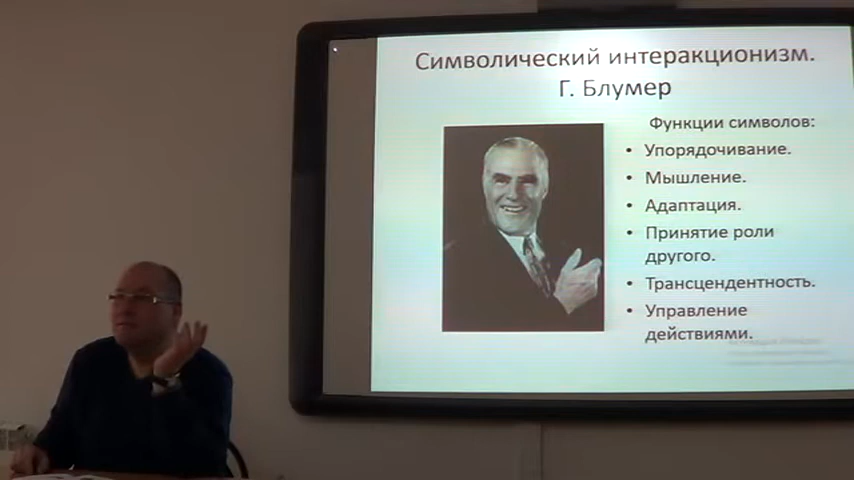 Символический интеракционизм.
Г. Блумер
Функции символов:
• Упорядочивание.
• Мышление.
• Адаптация.
• Принятие роли
другого.
• Трансцендентность.
• Управление
действиями.